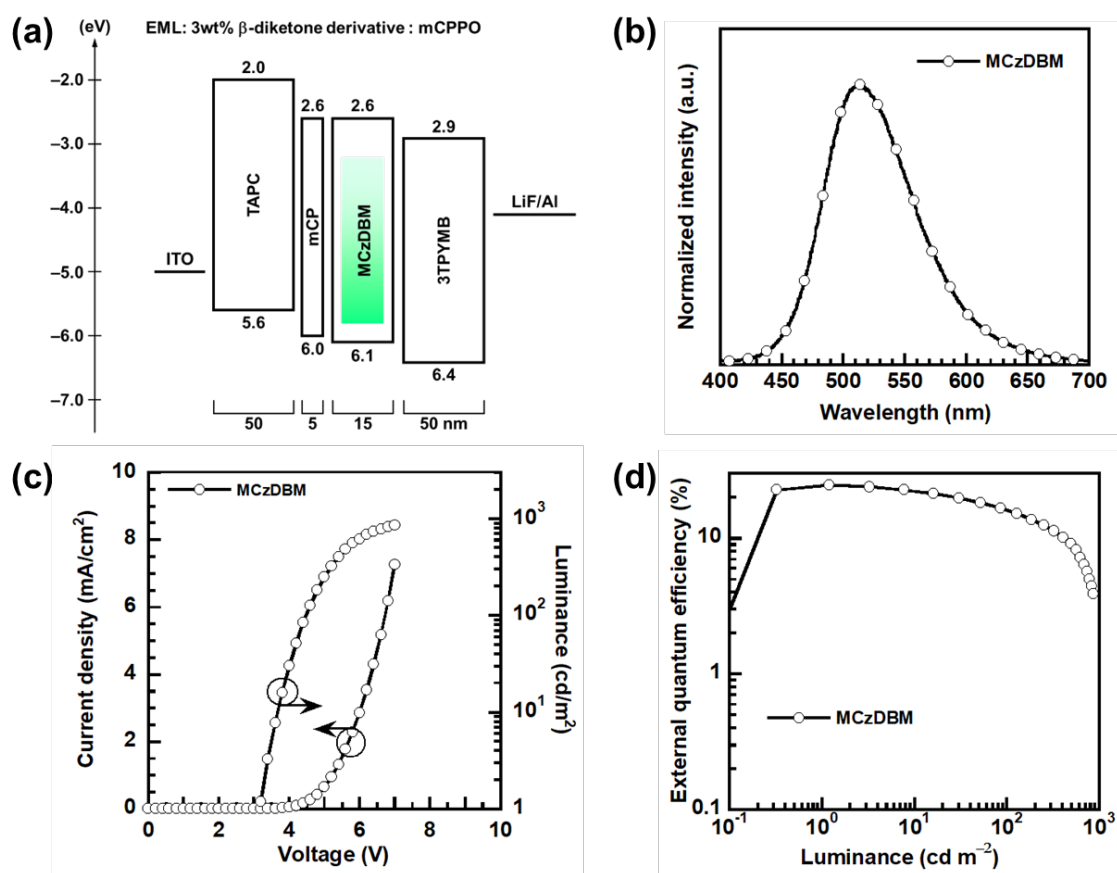 (a)
(eV)
EML: 3wt% β-diketone derivative : mCPPO
−2.0
−3.0
−4.0
−5.0
−6.0
−7.0
ITO
2.0
TAPC
5.6
2.6
mCP
6.0
2.6
MCzDBM
6.1
2.9
3TPYMB
6.4
LiF/Al
50 5 15 50 nm
(b)
MCzDBM
Normalized intensity (a.u.)
400 450 500 550 600 650 700
Wavelength (nm)
(c)
MCzDBM
Current density (mA/cm²)
10
8
6
4
2
0
10³
10²
10¹
1
Luminance (cd/m²)
0 2 4 6 8 10
Voltage (V)
(d)
External quantum efficiency (%)
10
1
0.1
MCzDBM
10⁻¹ 10⁰ 10¹ 10² 10³
Luminance (cd m⁻²)